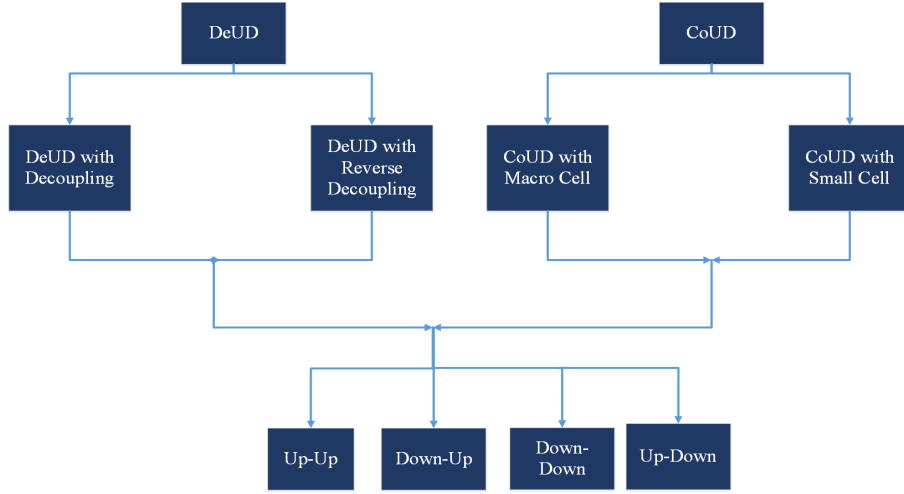 DeUD
CoUD
DeUD with
Decoupling
DeUD with
Reverse
Decoupling
CoUD with
Macro Cell
CoUD with
Small Cell
Up-Up
Down-Up
Down-
Down
Up-Down